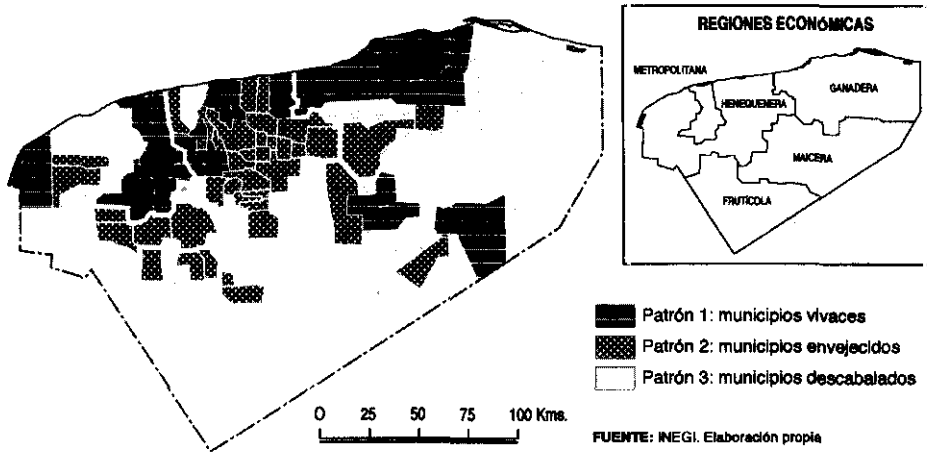 REGIONES ECONÓMICAS
METROPOLITANA
HENEQUENERA
GANADERA
MAICERA
FRUTÍCOLA
Patrón 1: municipios vivaces
Patrón 2: municipios envejecidos
Patrón 3: municipios descabalados
0 25 50 75 100 Kms.
FUENTE: INEGI. Elaboración propia